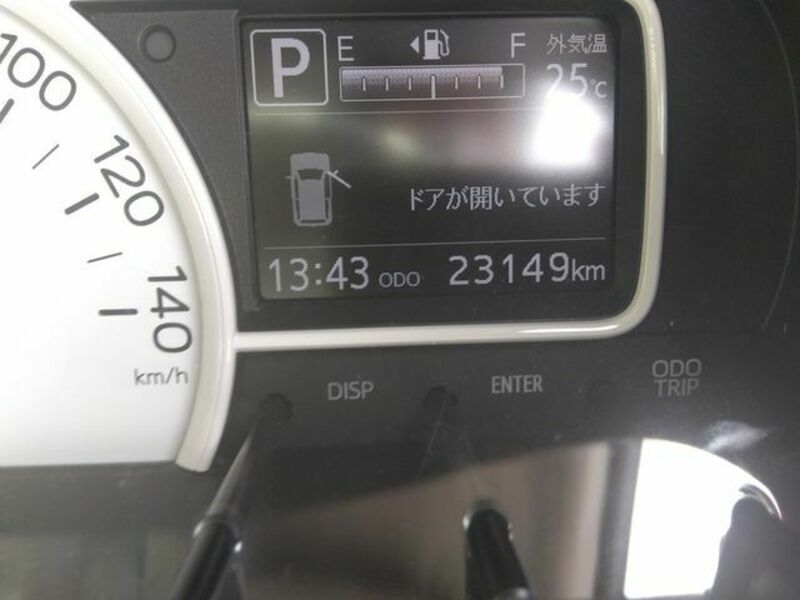 100
120
140
km/h
P
E
F
外気温
25℃
ドアが開いています
13:43 ODO 23149km
DISP
ENTER
ODO
TRIP